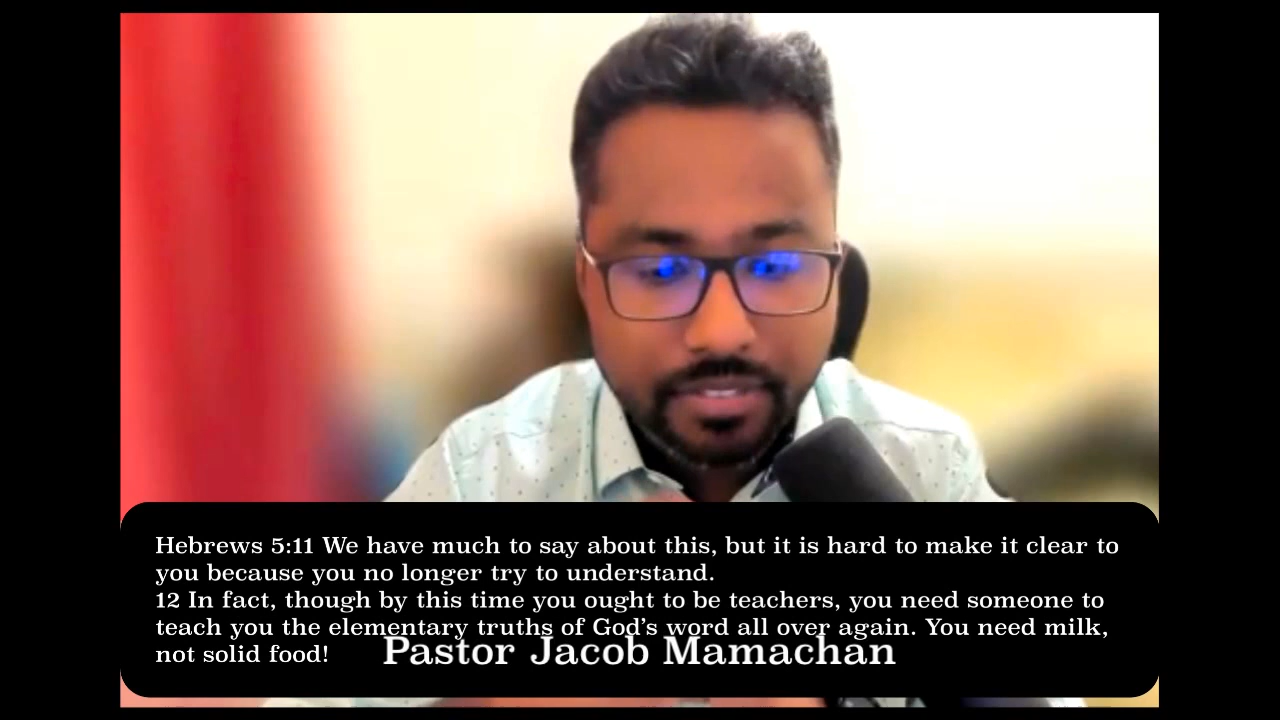 Hebrews 5:11 We have much to say about this, but it is hard to make it clear to
you because you no longer try to understand.
12 In fact, though by this time you ought to be teachers, you need someone to
teach you the elementary truths of God’s word all over again. You need milk,
not solid food!
Pastor Jacob Mamachan